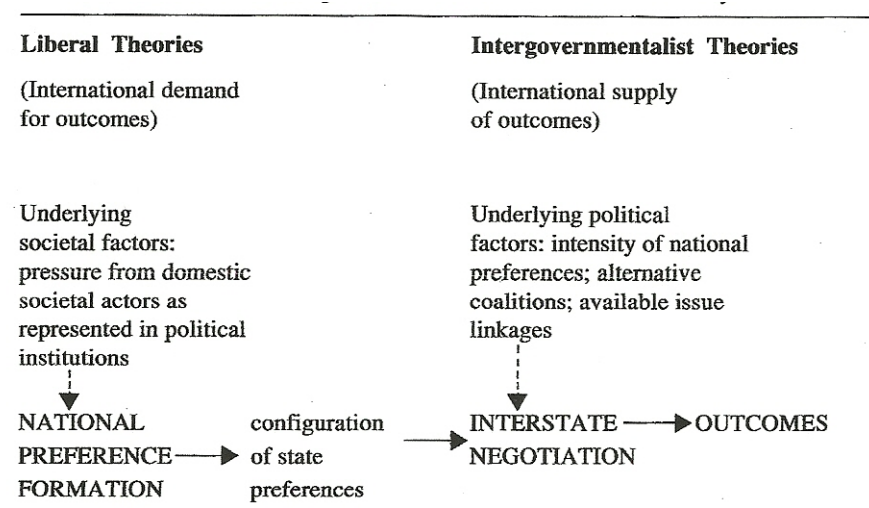 Liberal Theories
(International demand
for outcomes)
Underlying
societal factors:
pressure from domestic
societal actors as
represented in political
institutions
NATIONAL
PREFERENCE
FORMATION
configuration
of state
preferences
Intergovernmentalist Theories
(International supply
of outcomes)
Underlying political
factors: intensity of national
preferences; alternative
coalitions; available issue
linkages
INTERSTATE
NEGOTIATION
OUTCOMES